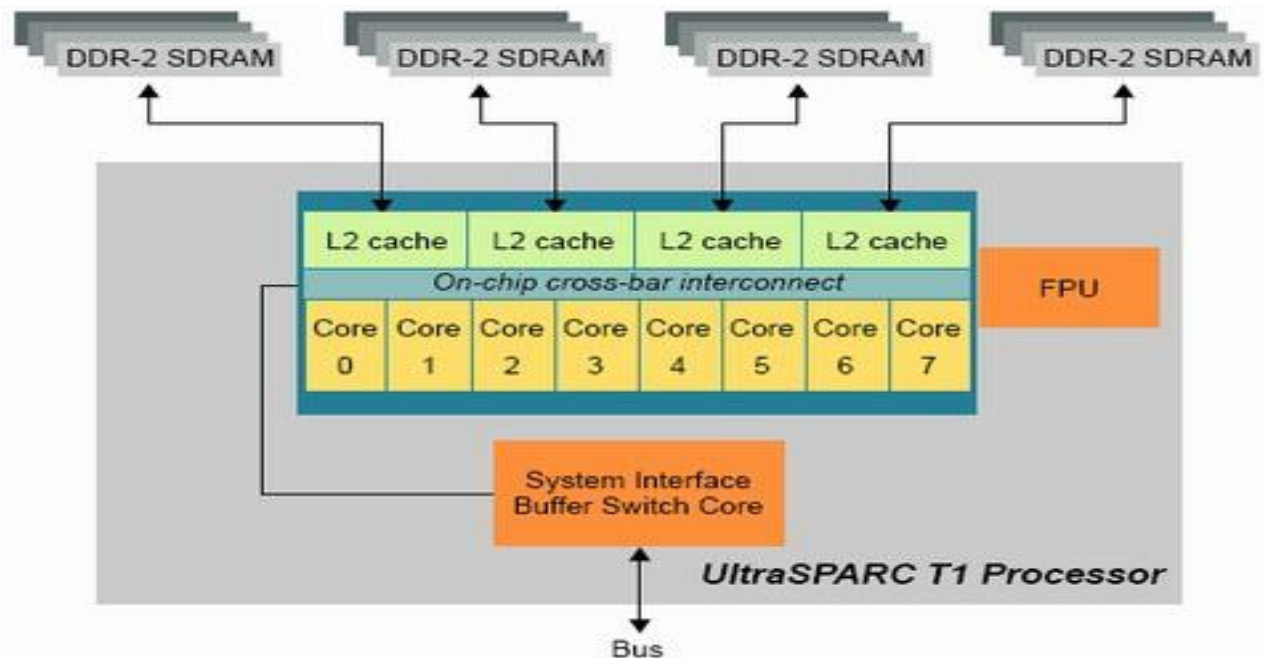 DDR-2 SDRAM DDR-2 SDRAM DDR-2 SDRAM DDR-2 SDRAM
L2 cache L2 cache L2 cache L2 cache
On-chip cross-bar interconnect
FPU
Core Core Core Core Core Core Core Core
0 1 2 3 4 5 6 7
System Interface
Buffer Switch Core
UltraSPARC T1 Processor
Bus